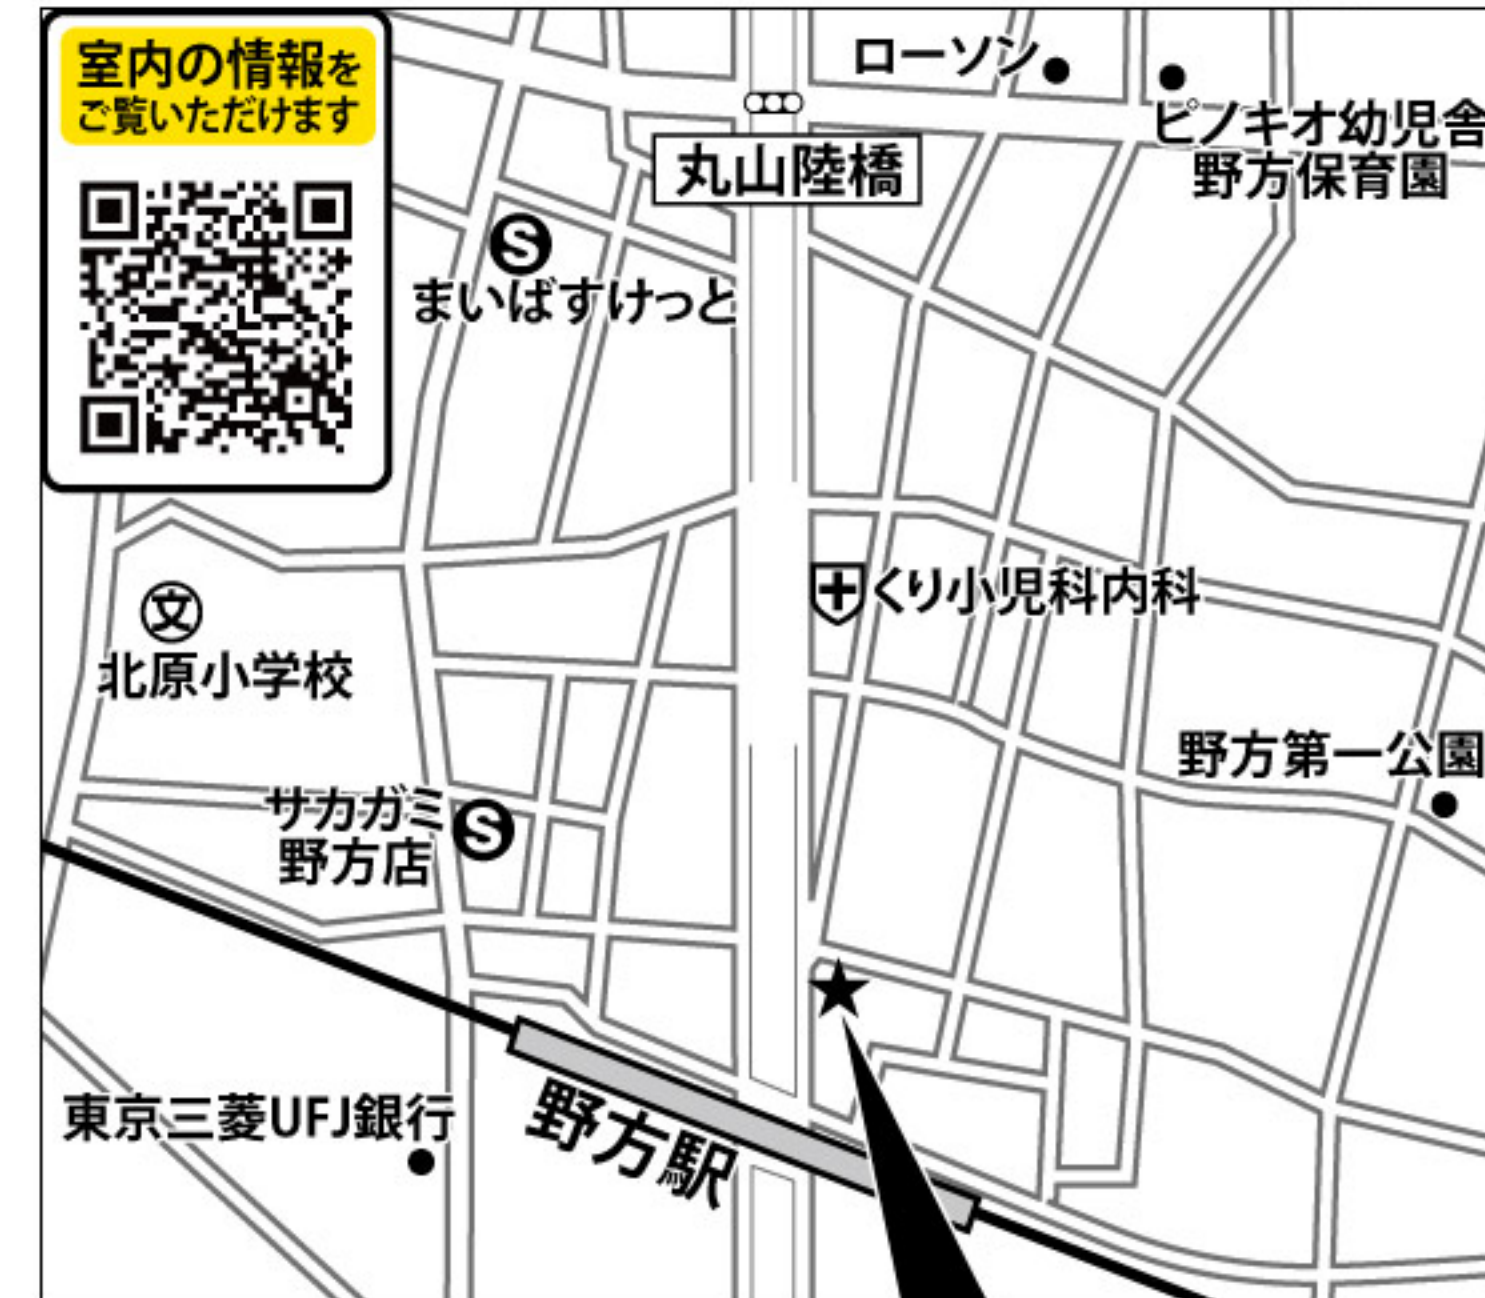 室内の情報を
ご覧いただけます
ローソン
ピノキオ幼児舎
野方保育園
丸山陸橋
S
まいばすけっと
くり小児科内科
文
北原小学校
野方第一公園
サカガミ
野方店
S
東京三菱UFJ銀行
野方駅